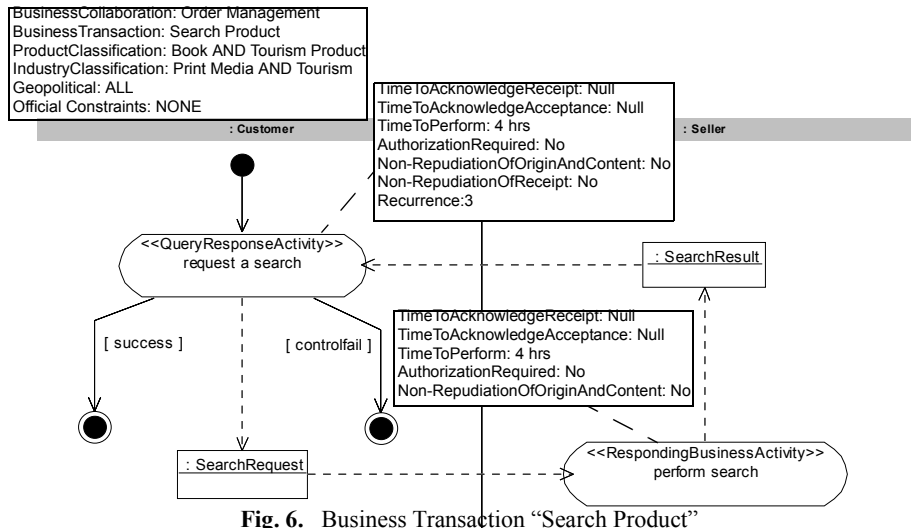 BusinessCollaboration: Order Management
BusinessTransaction: Search Product
ProductClassification: Book AND Tourism Product
IndustryClassification: Print Media AND Tourism
Geopolitical: ALL
Official Constraints: NONE
: Customer
: Seller
TimeToAcknowledgeReceipt: Null
TimeToAcknowledgeAcceptance: Null
TimeToPerform: 4 hrs
AuthorizationRequired: No
Non-RepudiationOfOriginAndContent: No
Non-RepudiationOfReceipt: No
Recurrence:3
<<QueryResponseActivity>>
request a search
: SearchResult
[ success ]
[ controlfail ]
TimeToAcknowledgeReceipt: Null
TimeToAcknowledgeAcceptance: Null
TimeToPerform: 4 hrs
AuthorizationRequired: No
Non-RepudiationOfOriginAndContent: No
: SearchRequest
<<RespondingBusinessActivity>>
perform search
Fig. 6. Business Transaction “Search Product”